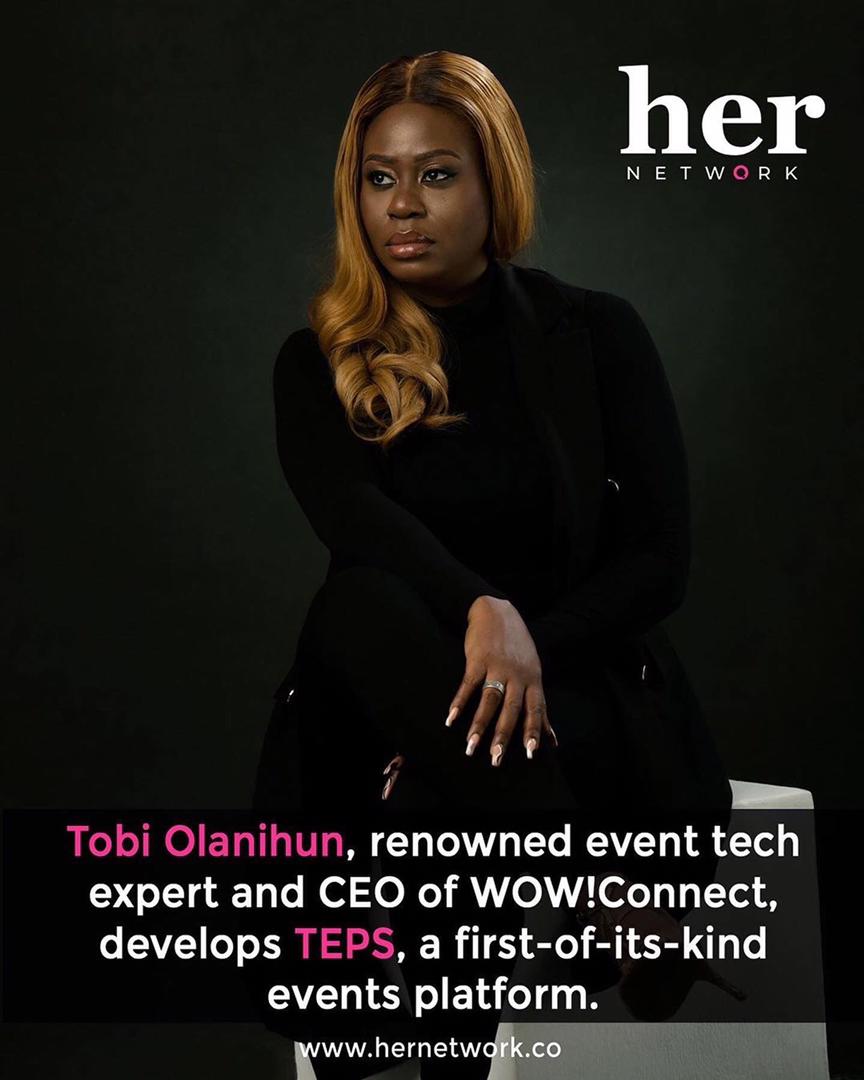 her
NETWORK
Tobi Olanihun, renowned event tech
expert and CEO of WOW!Connect,
develops TEPS, a first-of-its-kind
events platform.
www.hernetwork.co